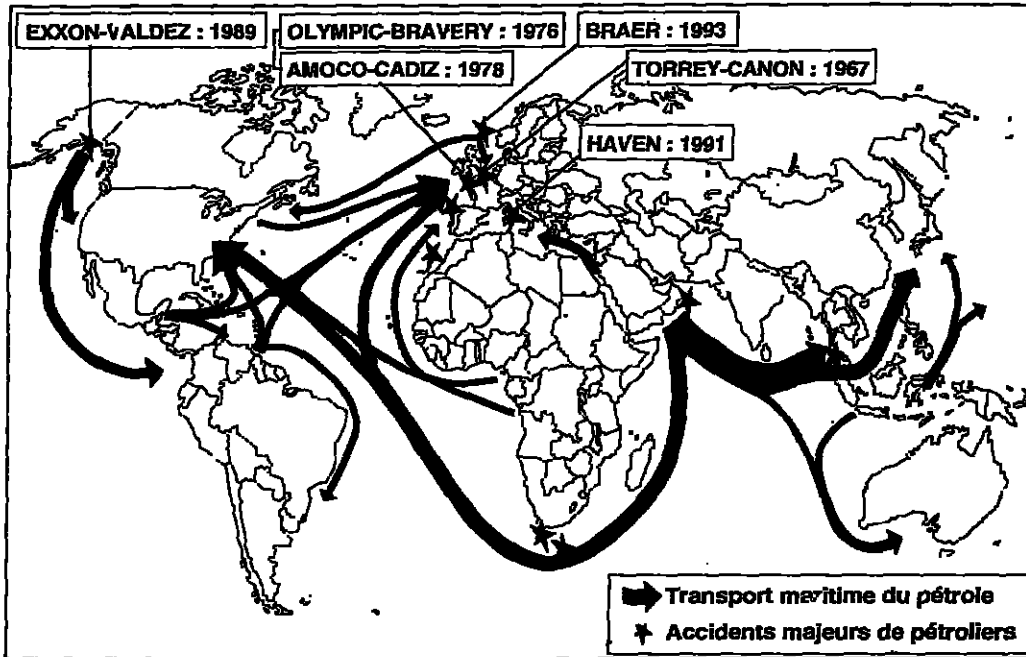 EXXON-VALDEZ : 1989
OLYMPIC-BRAVERY : 1976
BRAER : 1993
AMOCO-CADIZ : 1978
TORREY-CANON : 1967
HAVEN : 1991
Transport maritime du pétrole
Accidents majeurs de pétroliers